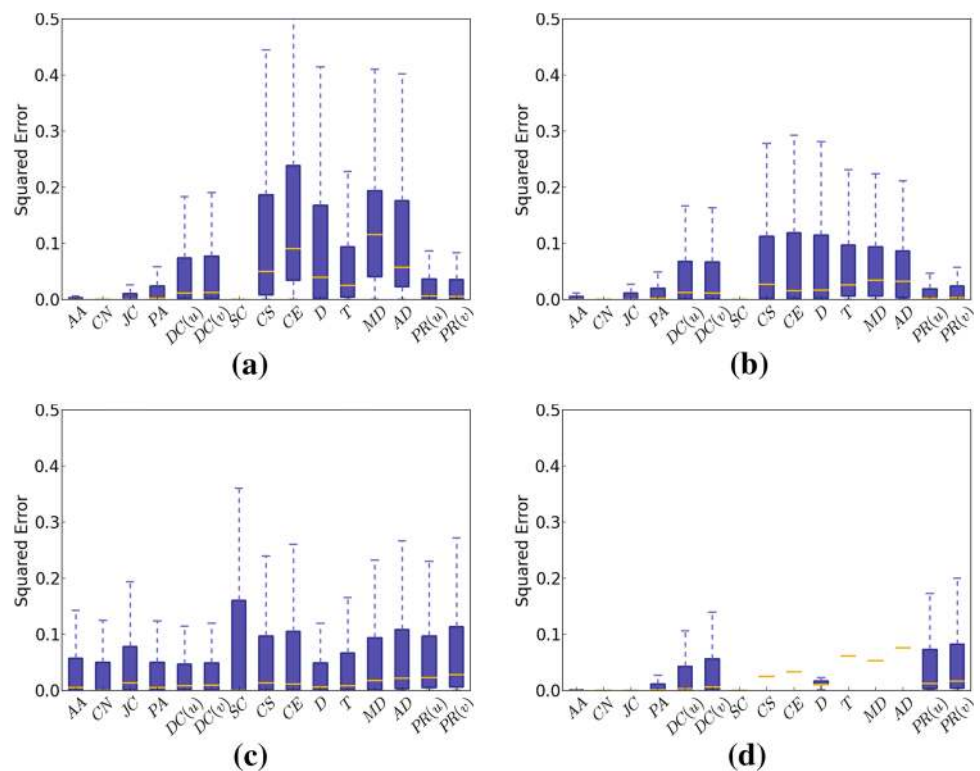 0.5
0.4
0.3
0.2
0.1
0.0
Squared Error
AA CN JC PA DC(u) DC(v) SC CS CE D T MD AD PR(u) PR(v)
(a)
0.5
0.4
0.3
0.2
0.1
0.0
Squared Error
AA CN JC PA DC(u) DC(v) SC CS CE D T MD AD PR(u) PR(v)
(b)
0.5
0.4
0.3
0.2
0.1
0.0
Squared Error
AA CN JC PA DC(u) DC(v) SC CS CE D T MD AD PR(u) PR(v)
(c)
0.5
0.4
0.3
0.2
0.1
0.0
Squared Error
AA CN JC PA DC(u) DC(v) SC CS CE D T MD AD PR(u) PR(v)
(d)